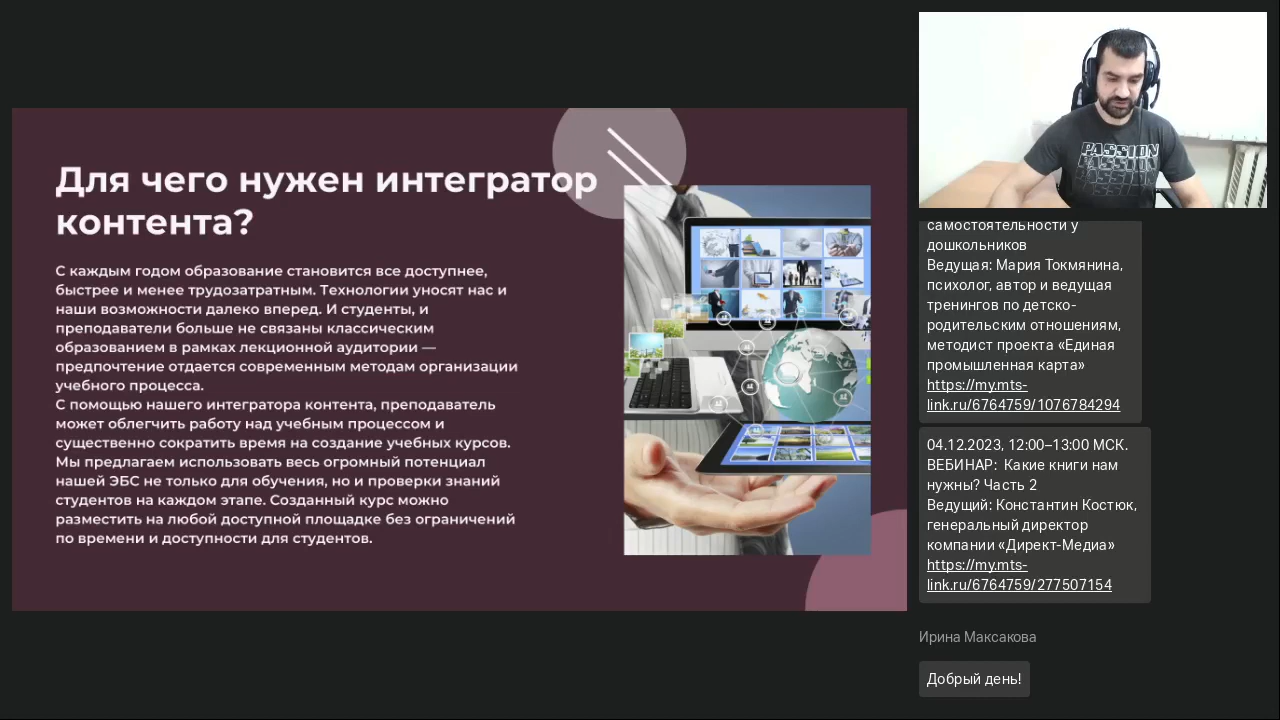 Для чего нужен интегратор
контента?
С каждым годом образование становится все доступнее,
быстрее и менее трудозатратным. Технологии уносят нас и
наши возможности далеко вперед. И студенты, и
преподаватели больше не связаны классическим
образованием в рамках лекционной аудитории —
предпочтение отдается современным методам организации
учебного процесса.
С помощью нашего интегратора контента, преподаватель
может облегчить работу над учебным процессом и
существенно сократить время на создание учебных курсов.
Мы предлагаем использовать весь огромный потенциал
нашей ЭБС не только для обучения, но и проверки знаний
студентов на каждом этапе. Созданный курс можно
разместить на любой доступной площадке без ограничений
по времени и доступности для студентов.
PASSION
PASSION
PASSION
самостоятельности у
дошкольников
Ведущая: Мария Токмянина,
психолог, автор и ведущая
тренингов по детско-
родительским отношениям,
методист проекта «Единая
промышленная карта»
https://my.mts-
link.ru/6764759/1076784294
04.12.2023, 12:00–13:00 МСК.
ВЕБИНАР:  Какие книги нам
нужны? Часть 2
Ведущий: Константин Костюк,
генеральный директор
компании «Директ-Медиа»
https://my.mts-
link.ru/6764759/277507154
Ирина Максакова
Добрый день!